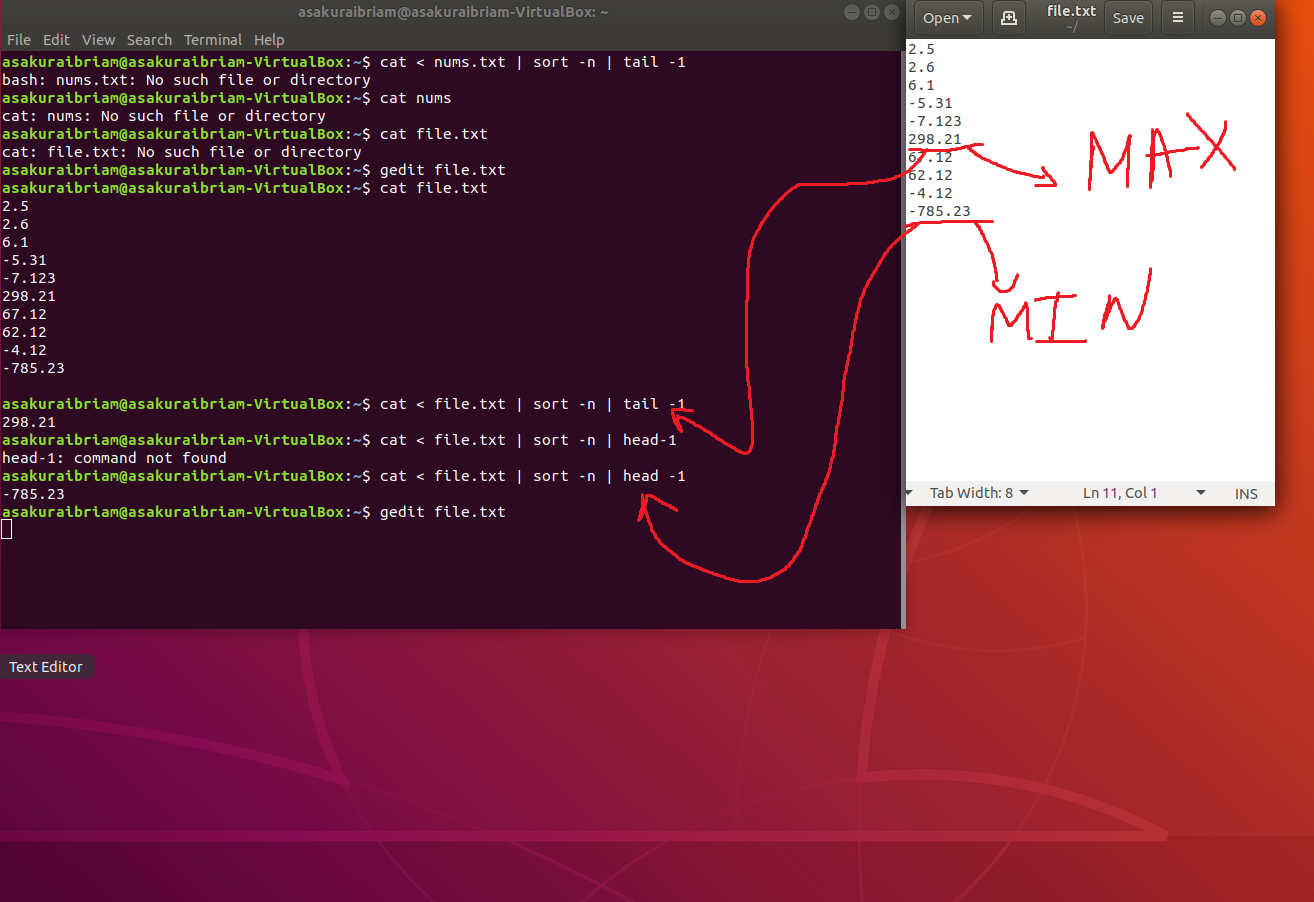 asakuraibriam@asakuraibriam-VirtualBox: ~
File Edit View Search Terminal Help
asakuraibriam@asakuraibriam-VirtualBox:~$ cat < nums.txt | sort -n | tail -1
bash: nums.txt: No such file or directory
asakuraibriam@asakuraibriam-VirtualBox:~$ cat nums
cat: nums: No such file or directory
asakuraibriam@asakuraibriam-VirtualBox:~$ cat file.txt
cat: file.txt: No such file or directory
asakuraibriam@asakuraibriam-VirtualBox:~$ gedit file.txt
asakuraibriam@asakuraibriam-VirtualBox:~$ cat file.txt
2.5
2.6
6.1
-5.31
-7.123
298.21
67.12
62.12
-4.12
-785.23
asakuraibriam@asakuraibriam-VirtualBox:~$ cat < file.txt | sort -n | tail -1
298.21
asakuraibriam@asakuraibriam-VirtualBox:~$ cat < file.txt | sort -n | head-1
head-1: command not found
asakuraibriam@asakuraibriam-VirtualBox:~$ cat < file.txt | sort -n | head -1
-785.23
asakuraibriam@asakuraibriam-VirtualBox:~$ gedit file.txt
Text Editor
Open file.txt Save
~/
2.5
2.6
6.1
-5.31
-7.123
298.21
67.12
62.12
-4.12
-785.23
MAX
MIN
Tab Width: 8 Ln 11, Col 1 INS